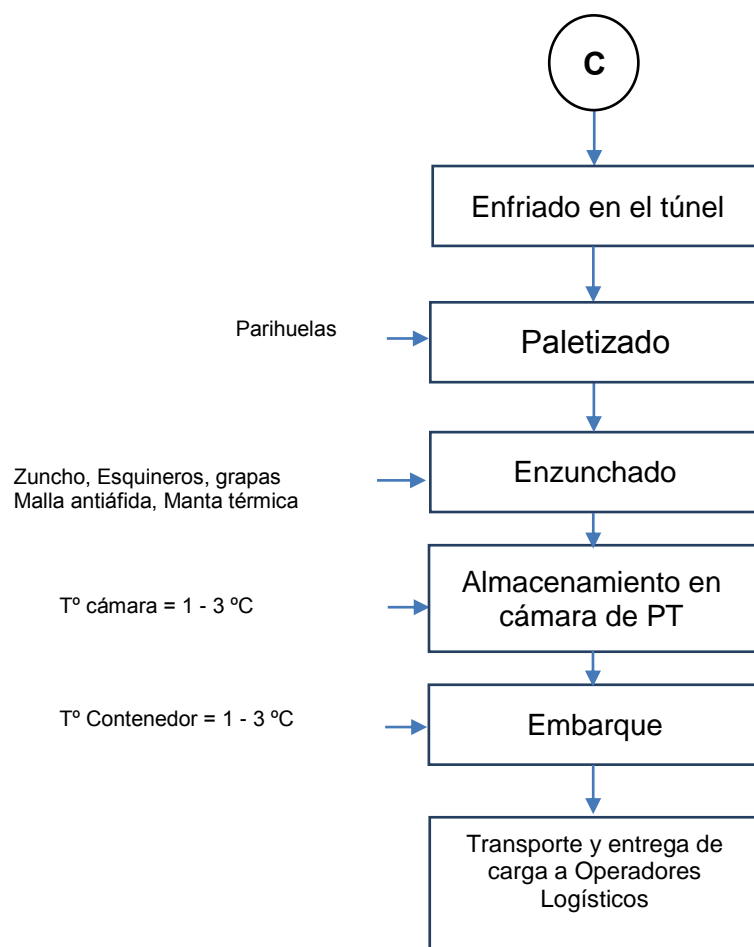 C
Enfriado en el túnel
Parihuelas
Paletizado
Zuncho, Esquineros, grapas
Malla antiáfida, Manta térmica
Enzunchado
Tº cámara = 1 - 3 ºC
Almacenamiento en
cámara de PT
Tº Contenedor = 1 - 3 ºC
Embarque
Transporte y entrega de
carga a Operadores
Logísticos